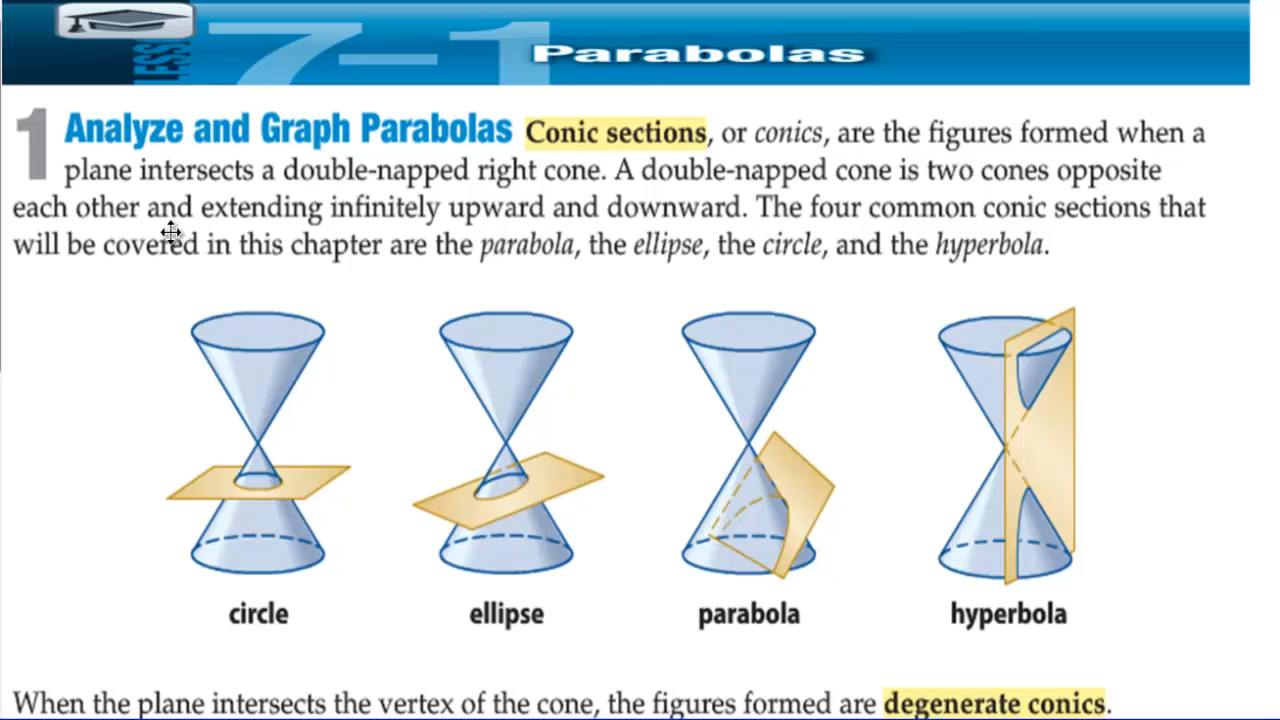 LESS
7-1
Parabolas
1 Analyze and Graph Parabolas Conic sections, or conics, are the figures formed when a
plane intersects a double-napped right cone. A double-napped cone is two cones opposite
each other and extending infinitely upward and downward. The four common conic sections that
will be covered in this chapter are the parabola, the ellipse, the circle, and the hyperbola.
circle
ellipse
parabola
hyperbola
When the plane intersects the vertex of the cone, the figures formed are degenerate conics.